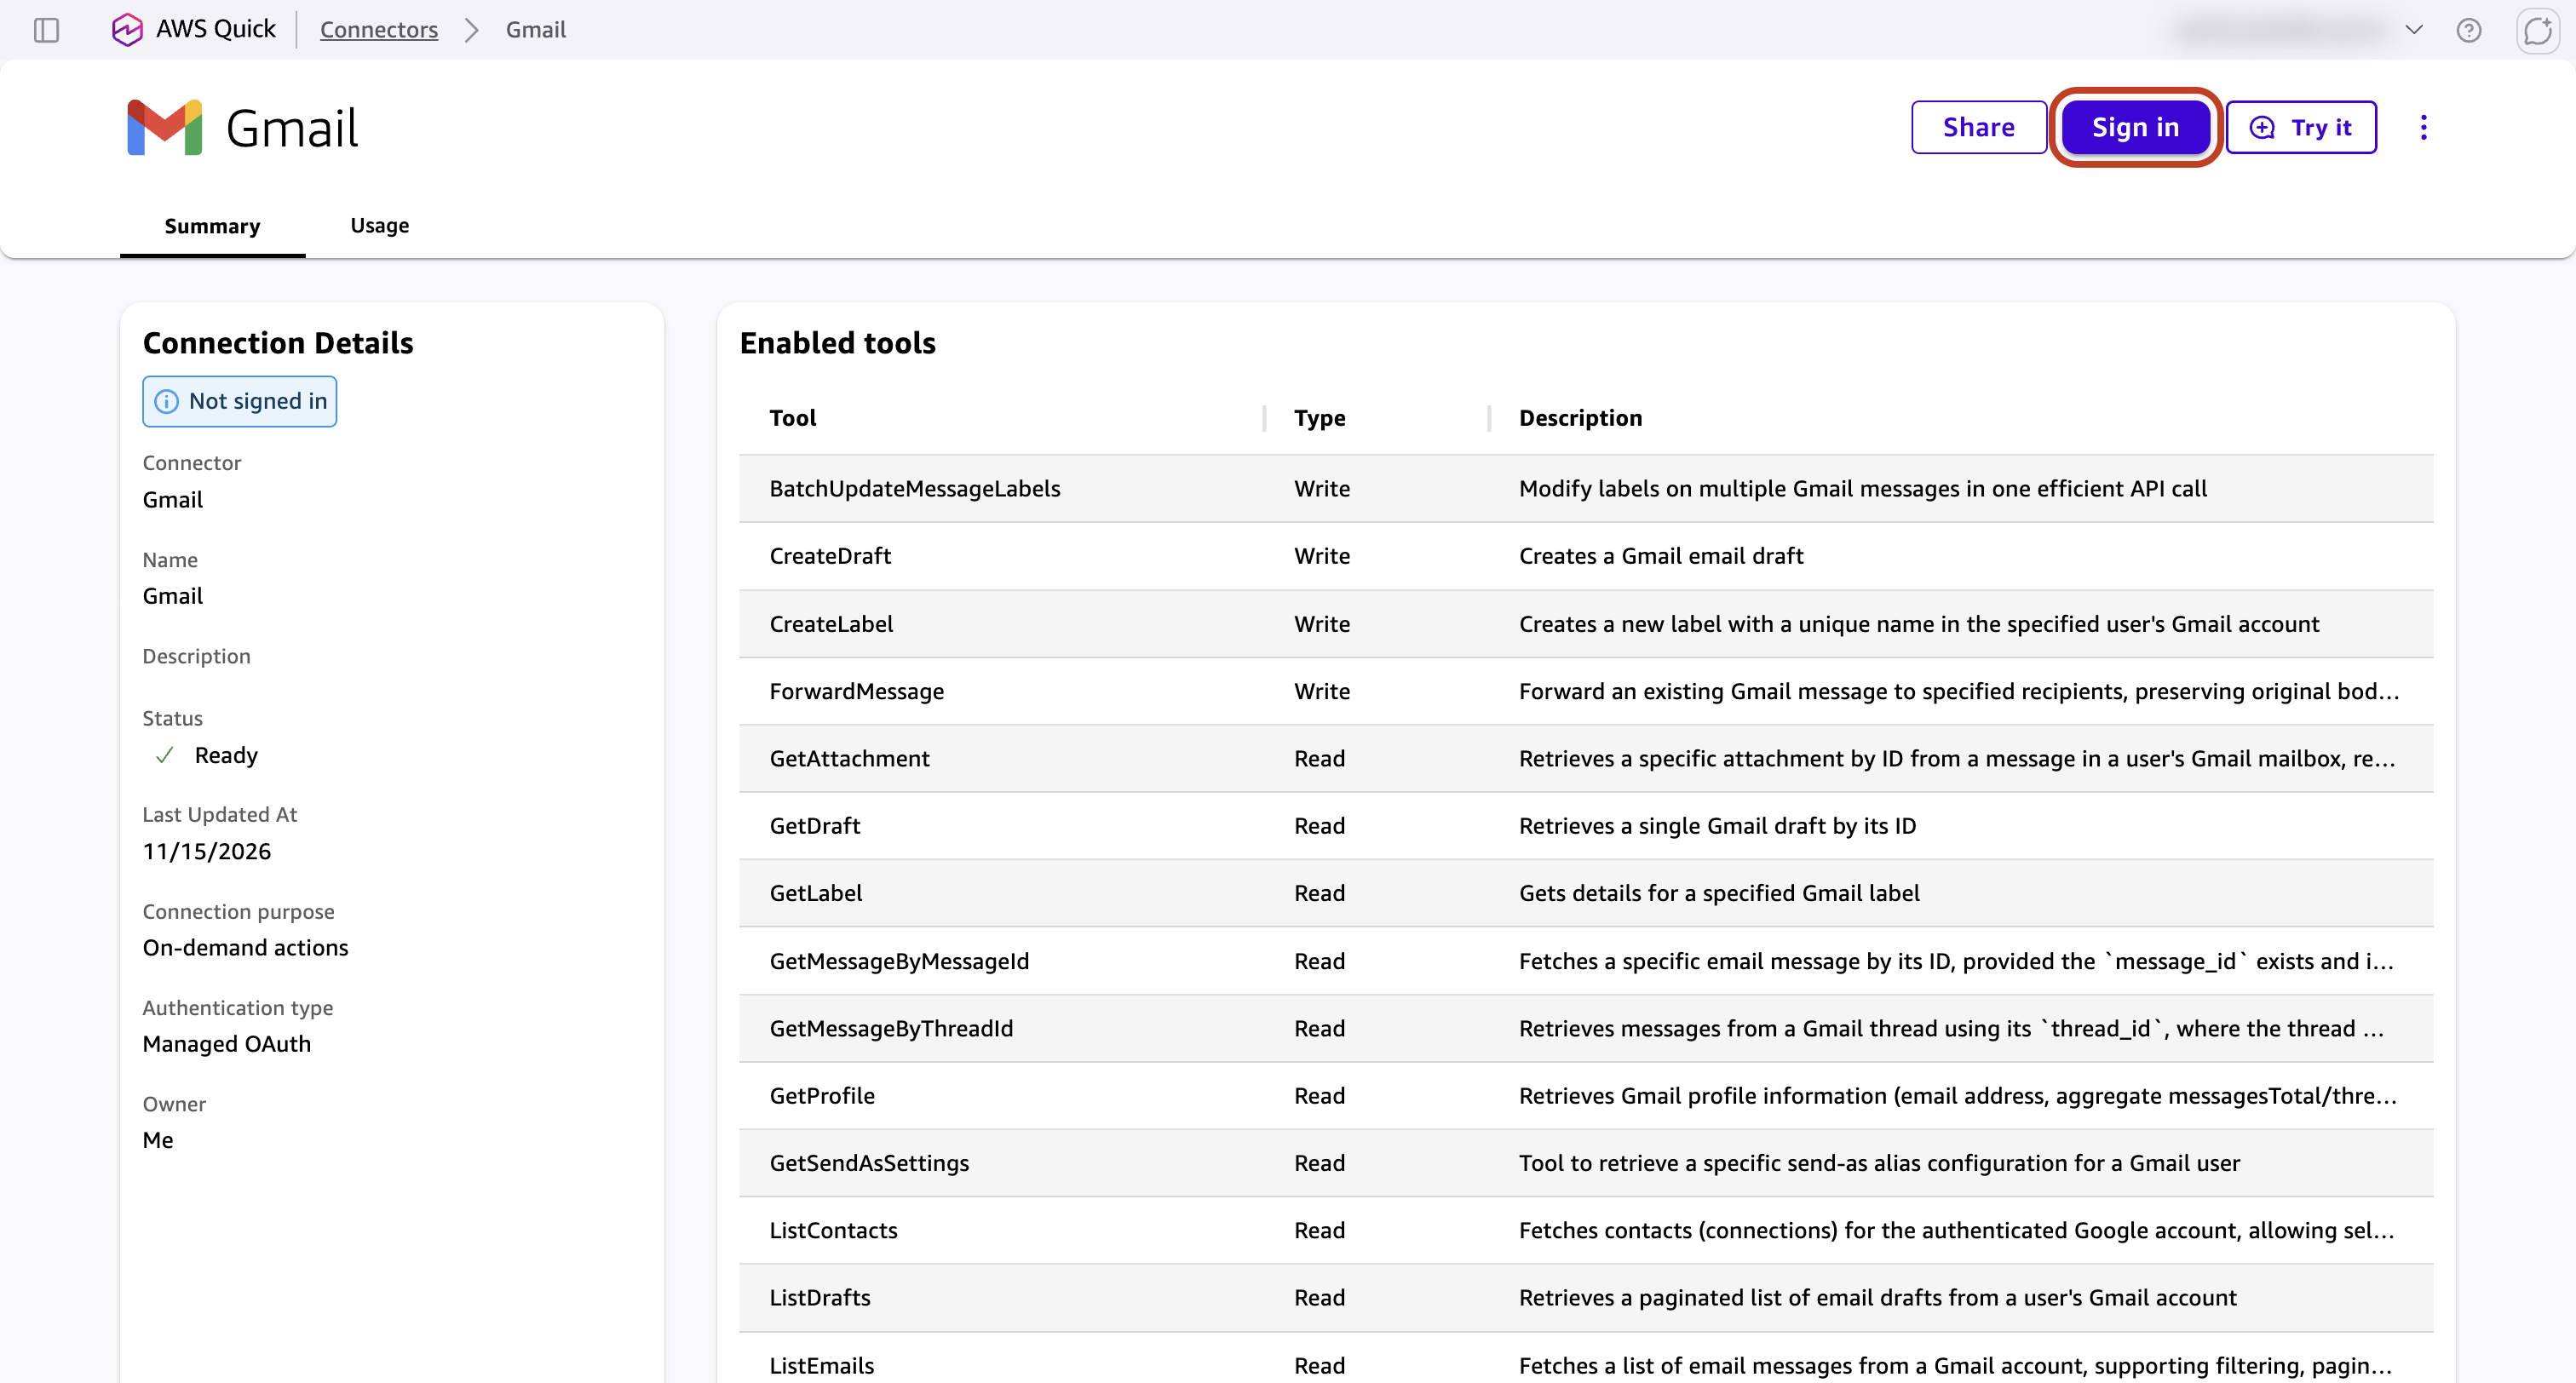 AWS Quick
Connectors
Gmail
Gmail
Share
Sign in
Try it
Summary
Usage
Connection Details
Not signed in
Connector
Gmail
Name
Gmail
Description
Status
Ready
Last Updated At
11/15/2026
Connection purpose
On-demand actions
Authentication type
Managed OAuth
Owner
Me
Enabled tools
Tool Type Description
BatchUpdateMessageLabels Write Modify labels on multiple Gmail messages in one efficient API call
CreateDraft Write Creates a Gmail email draft
CreateLabel Write Creates a new label with a unique name in the specified user's Gmail account
ForwardMessage Write Forward an existing Gmail message to specified recipients, preserving original bod...
GetAttachment Read Retrieves a specific attachment by ID from a message in a user's Gmail mailbox, re...
GetDraft Read Retrieves a single Gmail draft by its ID
GetLabel Read Gets details for a specified Gmail label
GetMessageByMessageId Read Fetches a specific email message by its ID, provided the `message_id` exists and i...
GetMessageByThreadId Read Retrieves messages from a Gmail thread using its `thread_id`, where the thread ...
GetProfile Read Retrieves Gmail profile information (email address, aggregate messagesTotal/thre...
GetSendAsSettings Read Tool to retrieve a specific send-as alias configuration for a Gmail user
ListContacts Read Fetches contacts (connections) for the authenticated Google account, allowing sel...
ListDrafts Read Retrieves a paginated list of email drafts from a user's Gmail account
ListEmails Read Fetches a list of email messages from a Gmail account, supporting filtering, pagin...